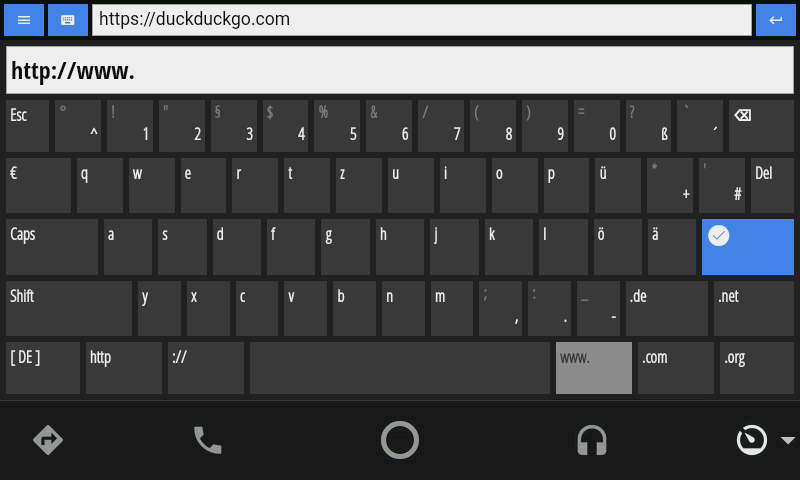 https://duckduckgo.com
http://www.
Esc ° ^ ! 1 " 2 § 3 $ 4 % 5 & 6 / 7 ( 8 ) 9 = 0 ? ß ` ´
€ q w e r t z u i o p ü * + ' # Del
Caps a s d f g h j k l ö ä
Shift y x c v b n m ; , : . _ - .de .net
[ DE ] http :// www. .com .org